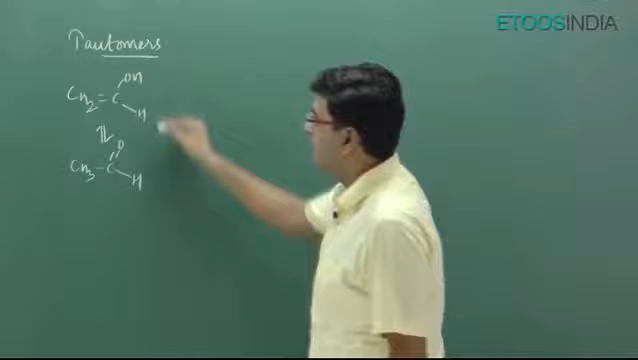 ETOOSINDIA
Tautomers
OH
CH2=C
H
⇌
O
CH3-C
H